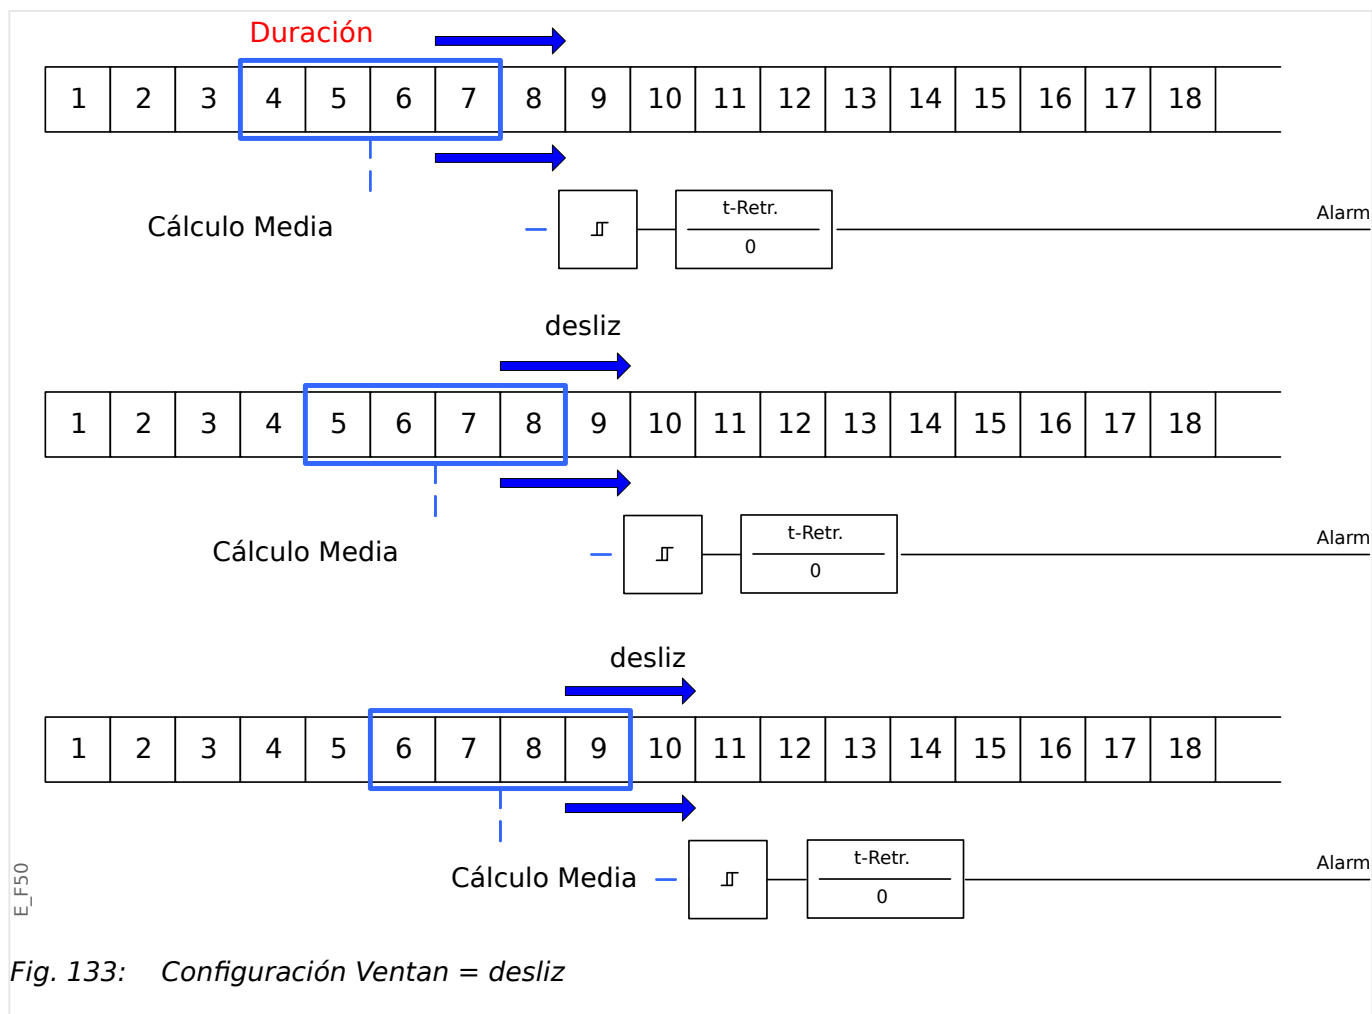 Duración
1 2 3 4 5 6 7 8 9 10 11 12 13 14 15 16 17 18
t-Retr.
Alarm
Cálculo Media
0
desliz
1 2 3 4 5 6 7 8 9 10 11 12 13 14 15 16 17 18
t-Retr.
Alarm
Cálculo Media
0
desliz
1 2 3 4 5 6 7 8 9 10 11 12 13 14 15 16 17 18
t-Retr.
Alarm
Cálculo Media
0
E_F50
Fig. 133: Configuración Ventan = desliz